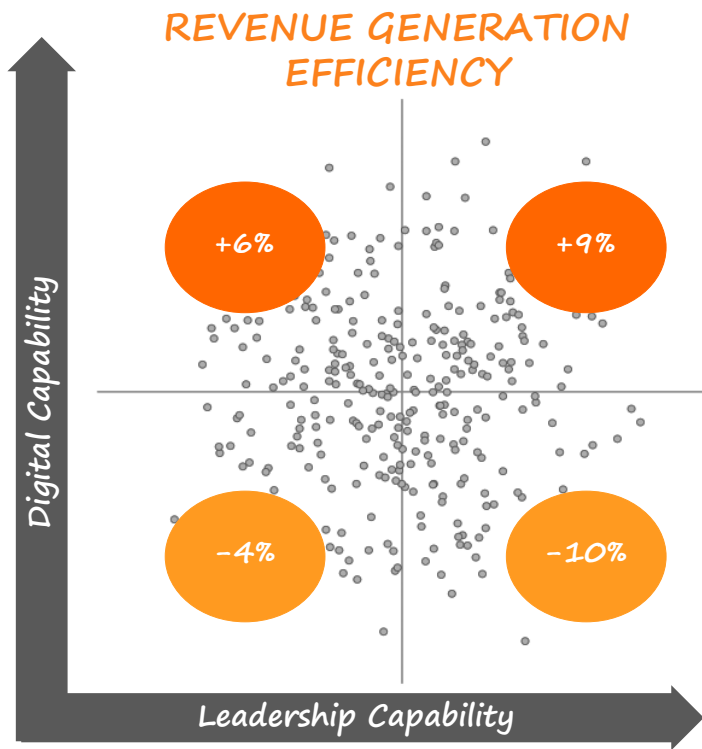 REVENUE GENERATION
EFFICIENCY
+6%
+9%
Digital Capability
-4%
-10%
Leadership Capability